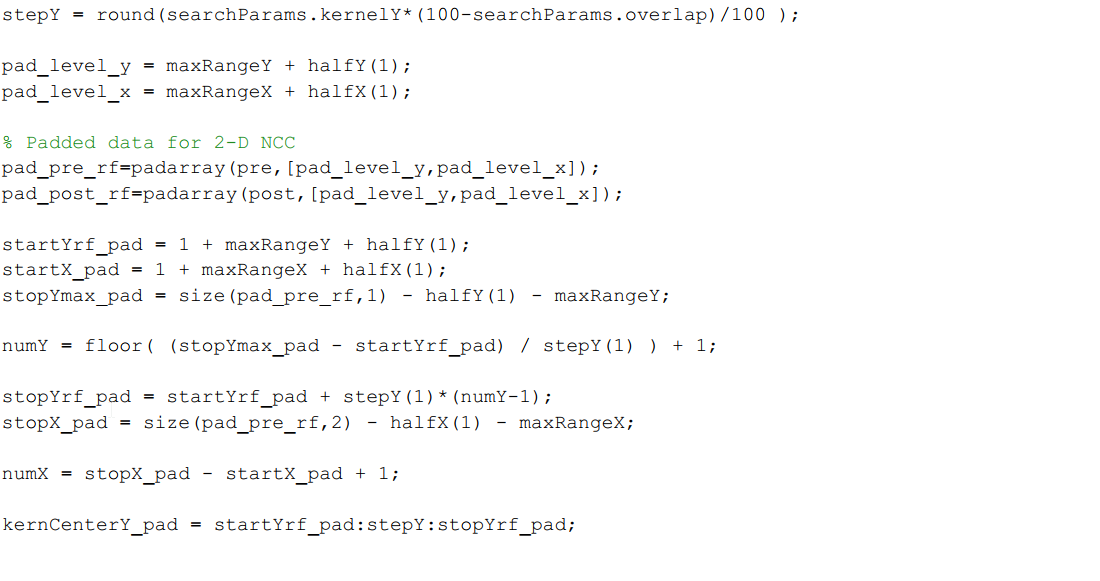 stepY = round(searchParams.kernelY*(100-searchParams.overlap)/100 );
pad_level_y = maxRangeY + halfY(1);
pad_level_x = maxRangeX + halfX(1);
% Padded data for 2-D NCC
pad_pre_rf=padarray(pre,[pad_level_y,pad_level_x]);
pad_post_rf=padarray(post,[pad_level_y,pad_level_x]);
startYrf_pad = 1 + maxRangeY + halfY(1);
startX_pad = 1 + maxRangeX + halfX(1);
stopYmax_pad = size(pad_pre_rf,1) - halfY(1) - maxRangeY;
numY = floor( (stopYmax_pad - startYrf_pad) / stepY(1) ) + 1;
stopYrf_pad = startYrf_pad + stepY(1)*(numY-1);
stopX_pad = size(pad_pre_rf,2) - halfX(1) - maxRangeX;
numX = stopX_pad - startX_pad + 1;
kernCenterY_pad = startYrf_pad:stepY:stopYrf_pad;